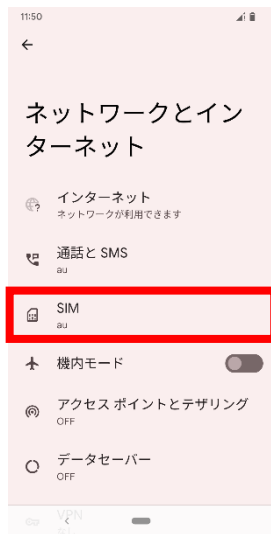 11:50
ネットワークとイン
ターネット
インターネット
ネットワークが利用できます
通話と SMS
au
SIM
au
機内モード
アクセス ポイントとテザリング
OFF
データセーバー
OFF
VPN